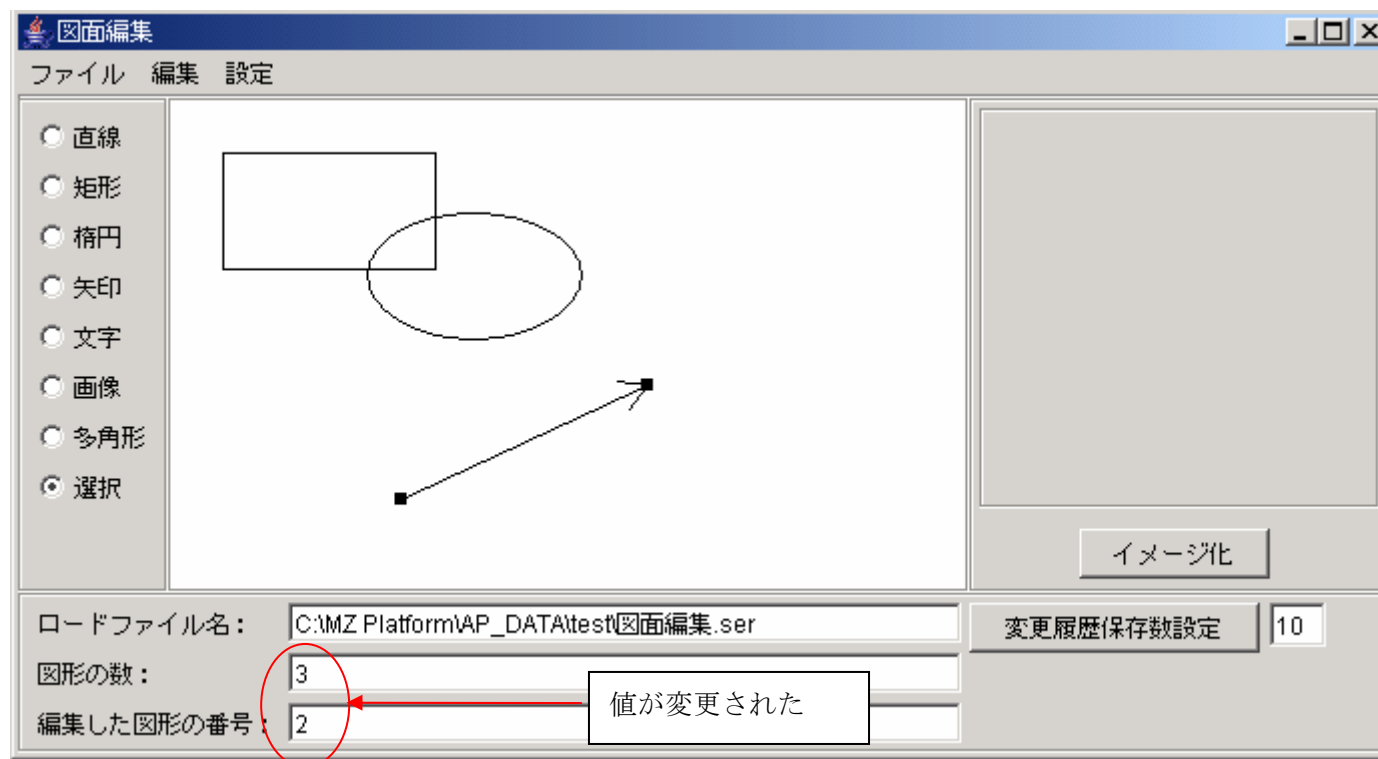 図面編集
ファイル 編集 設定
直線
矩形
楕円
矢印
文字
画像
多角形
選択
イメージ化
ロードファイル名： C:\MZ Platform\AP_DATA\test\図面編集.ser 変更履歴保存数設定 10
図形の数： 3
値が変更された
編集した図形の番号： 2